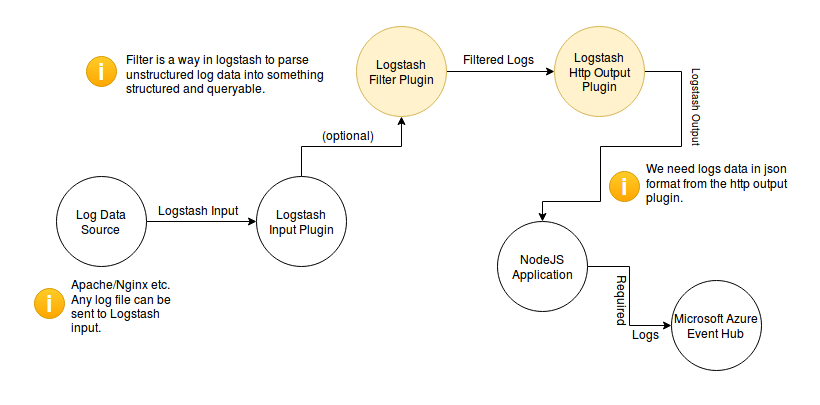 Filter is a way in logstash to parse
unstructured log data into something
structured and queryable.
Logstash
Filter Plugin
Filtered Logs
Logstash
Http Output
Plugin
Logstash Output
(optional)
We need logs data in json
format from the http output
plugin.
Log Data
Source
Logstash Input
Logstash
Input Plugin
NodeJS
Application
Apache/Nginx etc.
Any log file can be
sent to Logstash
input.
Required
Logs
Microsoft Azure
Event Hub